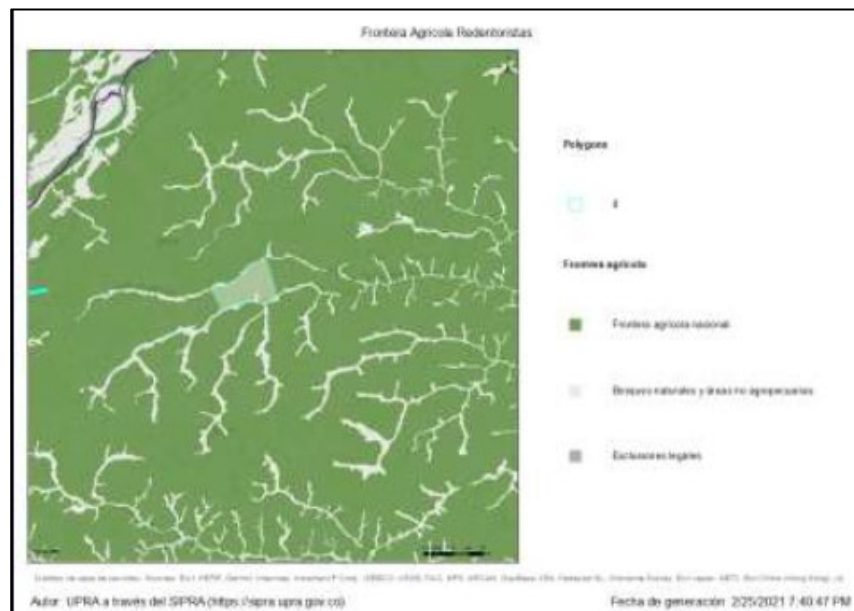 Frontera Agrícola Redentoristas
Polygons
Frontera agrícola
Frontera agrícola nacional
Bosques naturales y áreas no agropecuarias
Exclusiones legales
Autor: UPRA a través del SIPRA (https://sipra.upra.gov.co)
Fecha de generación: 2/25/2021 7:40:47 PM